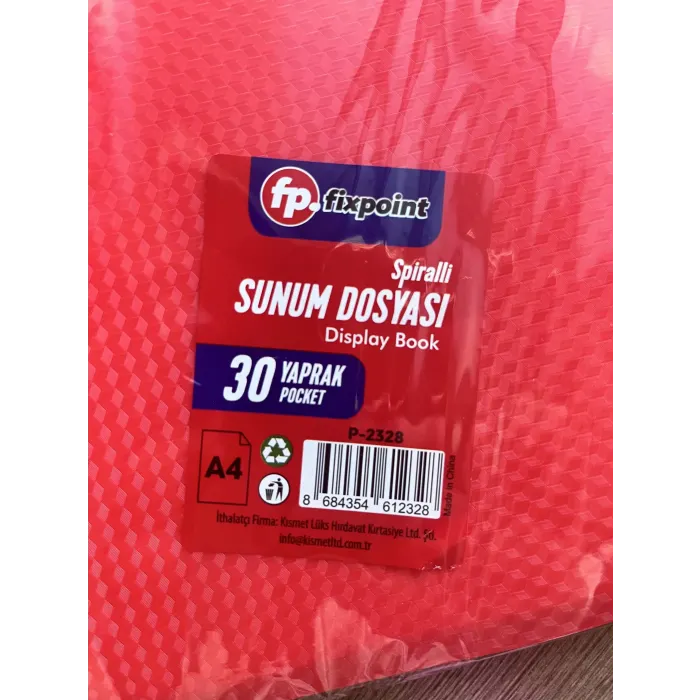 fp. fixpoint
Spiralli
SUNUM DOSYASI
Display Book
30 YAPRAK
POCKET
P-2328
A4
8 684354 612328
Made in China
İthalatçı Firma: Kısmet Lüks Hırdavat Kırtasiye Ltd. Şd.
info@kismetltd.com.tr